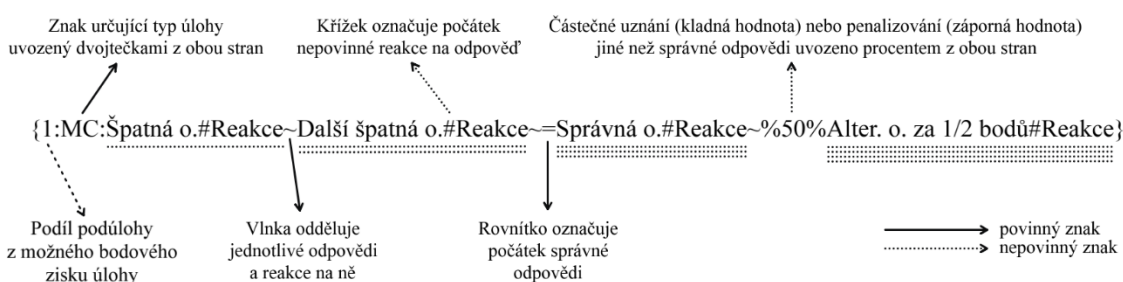 Znak určující typ úlohy
uvozený dvojtečkami z obou stran
Křížek označuje počátek
nepovinné reakce na odpověď
Částečné uznání (kladná hodnota) nebo penalizování (záporná hodnota)
jiné než správné odpovědi uvozeno procentem z obou stran
{1:MC:Špatná o.#Reakce~Další špatná o.#Reakce~=Správná o.#Reakce~%50%Alter. o. za 1/2 bodů#Reakce}
Podíl podúlohy
z možného bodového
zisku úlohy
Vlnka odděluje
jednotlivé odpovědi
a reakce na ně
Rovnítko označuje
počátek správné
odpovědi
povinný znak
nepovinný znak